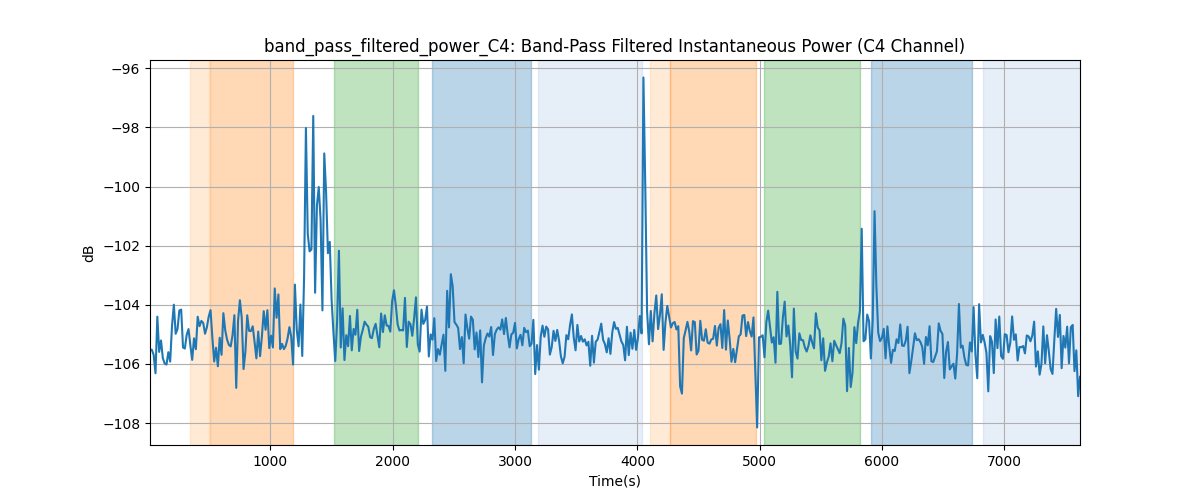 band_pass_filtered_power_C4: Band-Pass Filtered Instantaneous Power (C4 Channel)
−96
−98
−100
−102
−104
−106
−108
dB
1000 2000 3000 4000 5000 6000 7000
Time(s)